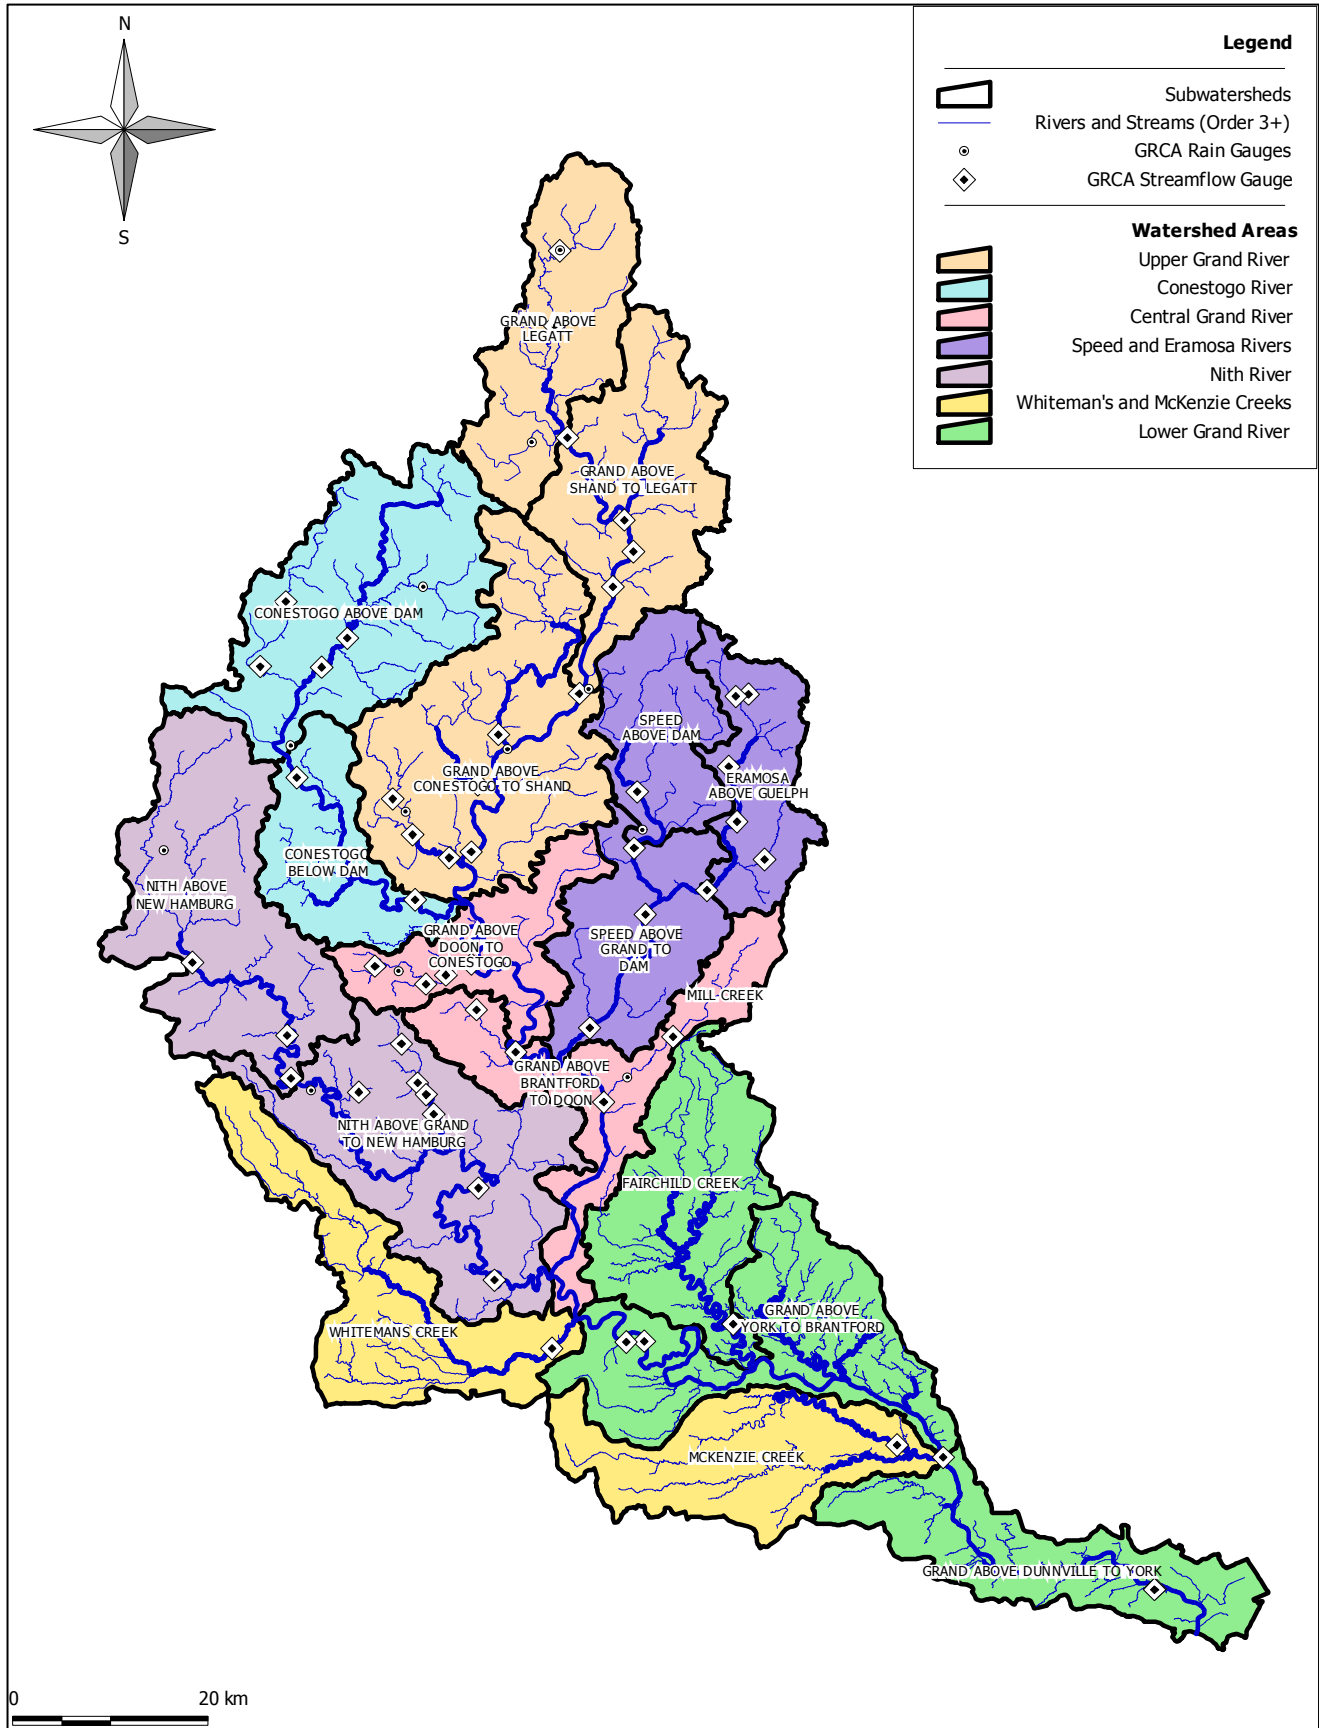 N
S
Legend
Subwatersheds
Rivers and Streams (Order 3+)
GRCA Rain Gauges
GRCA Streamflow Gauge
Watershed Areas
Upper Grand River
Conestogo River
Central Grand River
Speed and Eramosa Rivers
Nith River
Whiteman's and McKenzie Creeks
Lower Grand River
GRAND ABOVE
LEGATT
GRAND ABOVE
SHAND TO LEGATT
CONESTOGO ABOVE DAM
SPEED
ABOVE DAM
GRAND ABOVE
CONESTOGO TO SHAND
ERAMOSA
ABOVE GUELPH
CONESTOGO
BELOW DAM
NITH ABOVE
NEW HAMBURG
GRAND ABOVE
DOON TO
CONESTOGO
SPEED ABOVE
GRAND TO
DAM
MILL CREEK
GRAND ABOVE
BRANTFORD
TO DOON
NITH ABOVE GRAND
TO NEW HAMBURG
FAIRCHILD CREEK
GRAND ABOVE
YORK TO BRANTFORD
WHITEMANS CREEK
MCKENZIE CREEK
GRAND ABOVE DUNNVILLE TO YORK
0 20 km